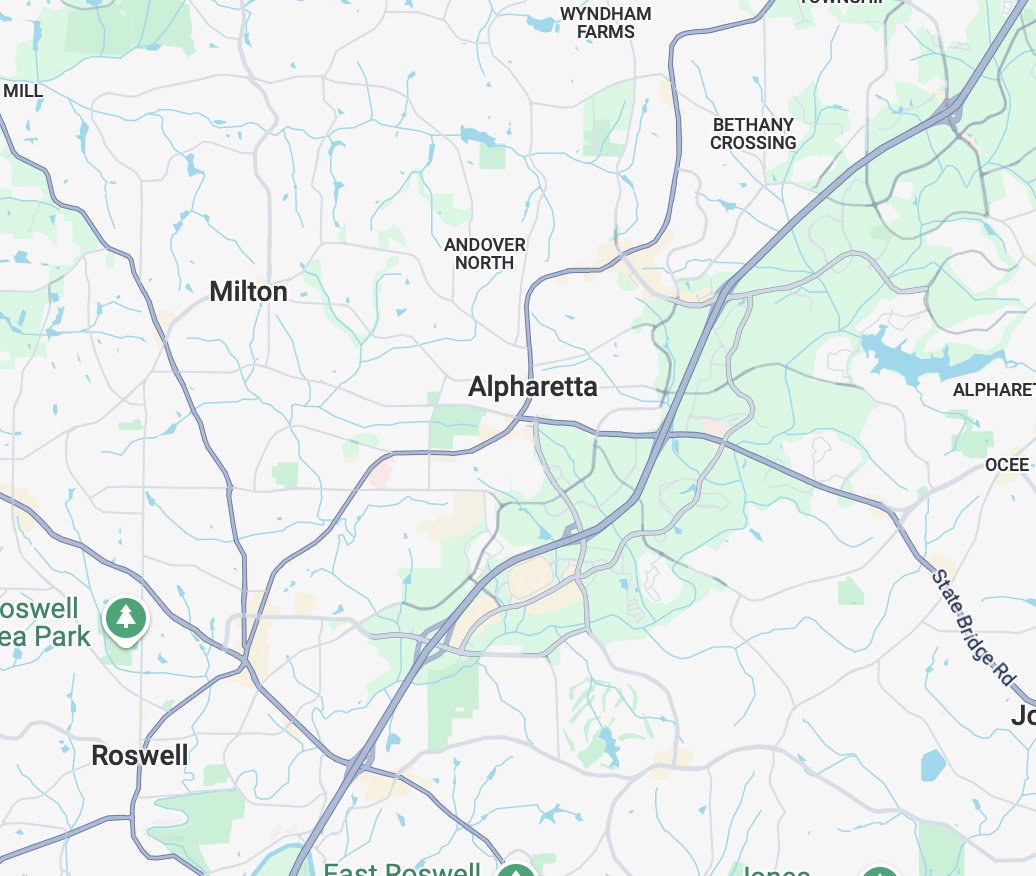 WYNDHAM
FARMS
MILL
BETHANY
CROSSING
ANDOVER
NORTH
Milton
Alpharetta
ALPHARET
OCEE
State Bridge Rd
oswell
ea Park
Jo
Roswell
East Roswell
Jones